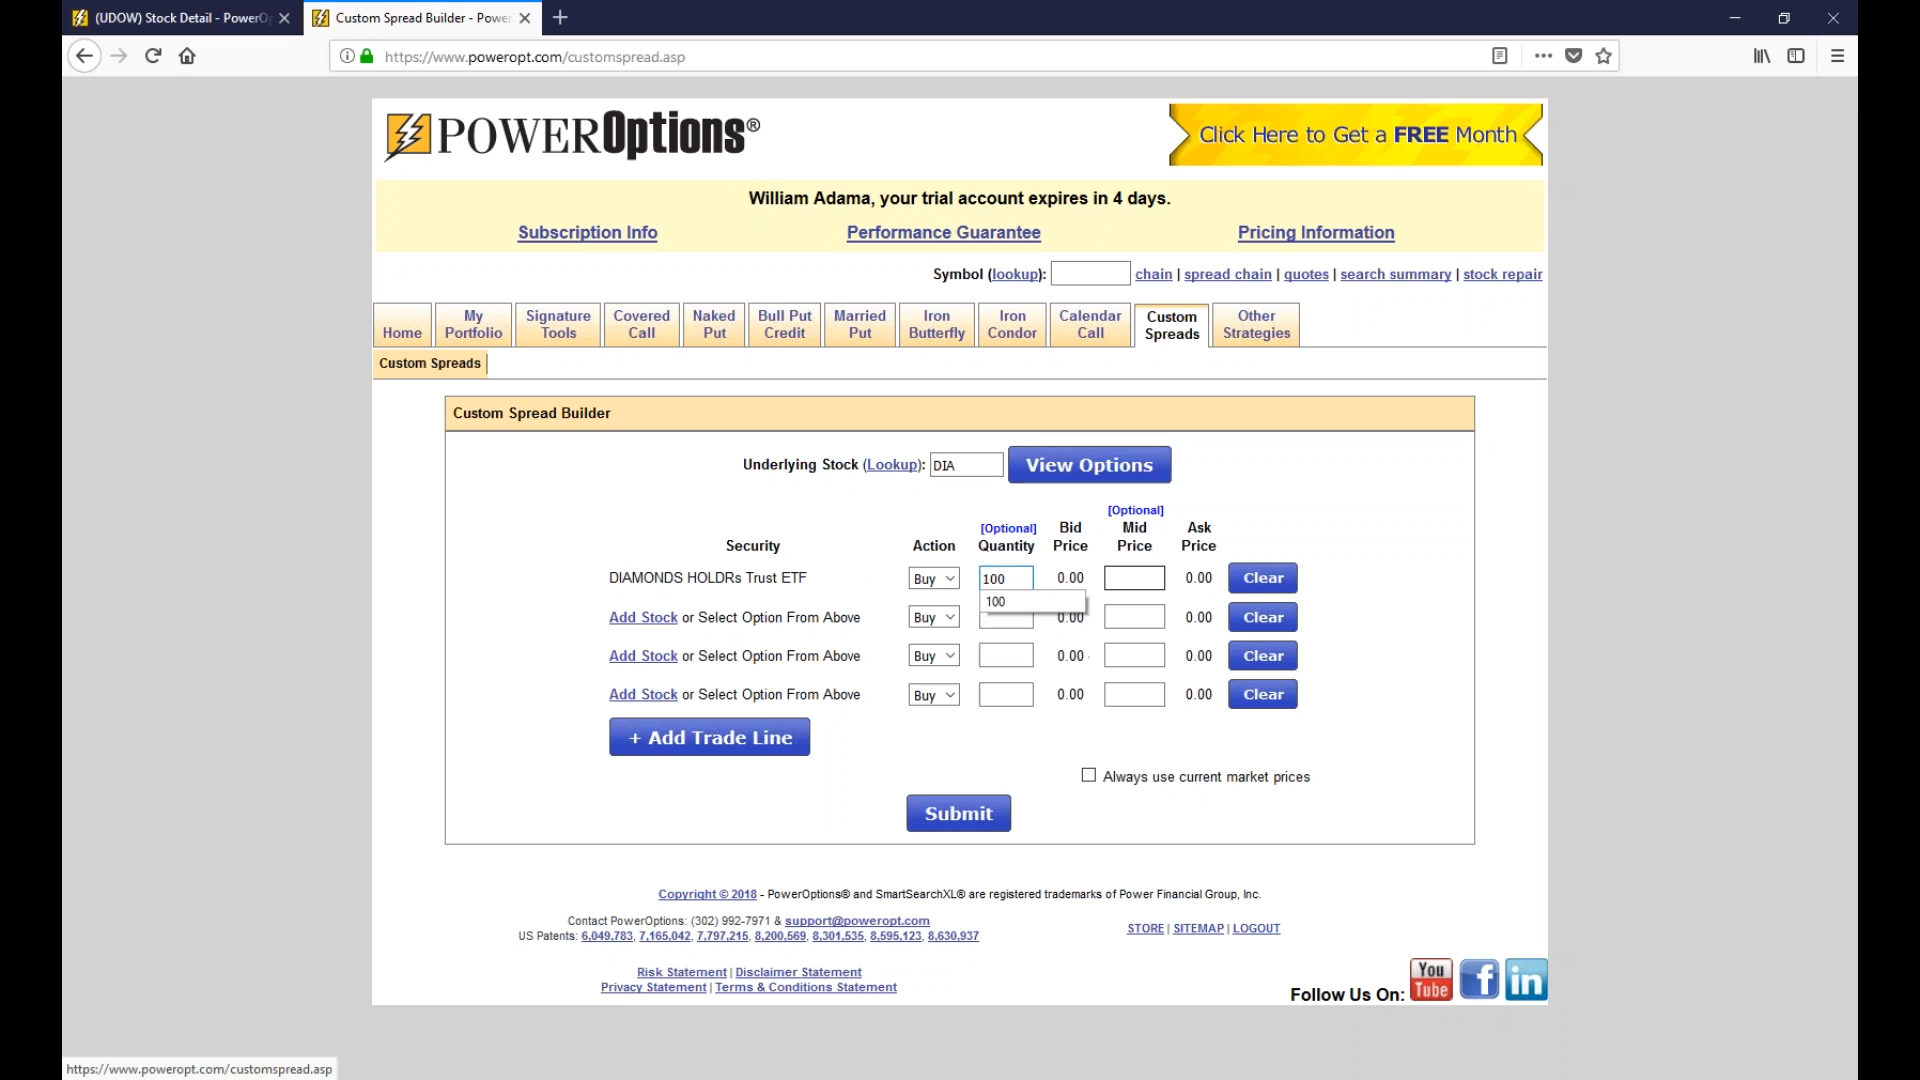 (UDOW) Stock Detail - PowerO
Custom Spread Builder - Power
https://www.poweropt.com/customspread.asp
POWEROptions®
Click Here to Get a FREE Month
William Adama, your trial account expires in 4 days.
Subscription Info Performance Guarantee Pricing Information
Symbol (lookup): chain | spread chain | quotes | search summary | stock repair
Home My Portfolio Signature Tools Covered Call Naked Put Bull Put Credit Married Put Iron Butterfly Iron Condor Calendar Call Custom Spreads Other Strategies
Custom Spreads
Custom Spread Builder
Underlying Stock (Lookup): DIA View Options
Security Action [Optional] Quantity Bid Price [Optional] Mid Price Ask Price
DIAMONDS HOLDRs Trust ETF Buy 100 0.00 0.00 Clear
100
Add Stock or Select Option From Above Buy 0.00 0.00 Clear
Add Stock or Select Option From Above Buy 0.00 0.00 Clear
Add Stock or Select Option From Above Buy 0.00 0.00 Clear
+ Add Trade Line
Always use current market prices
Submit
Copyright © 2018 - PowerOptions® and SmartSearchXL® are registered trademarks of Power Financial Group, Inc.
Contact PowerOptions: (302) 992-7971 & support@poweropt.com
US Patents: 6,049,783, 7,165,042, 7,797,215, 8,200,569, 8,301,535, 8,595,123, 8,630,937
STORE | SITEMAP | LOGOUT
Risk Statement | Disclaimer Statement
Privacy Statement | Terms & Conditions Statement
Follow Us On: You Tube f in
https://www.poweropt.com/customspread.asp